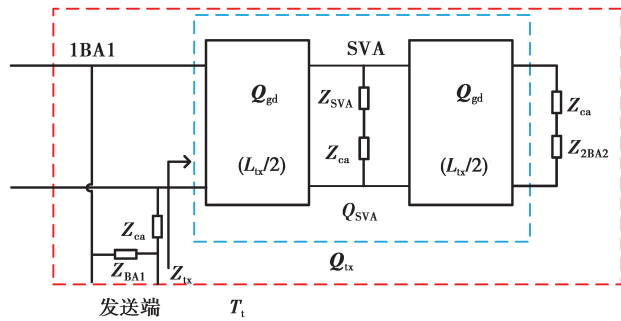 1BA1
SVA
Q_gd
Z_SVA
Q_gd
Z_ca
(L_tx/2)
Z_ca
(L_tx/2)
Z_2BA2
Q_SVA
Z_ca
Z_BA1
Z_tx
Q_tx
发送端
T_t